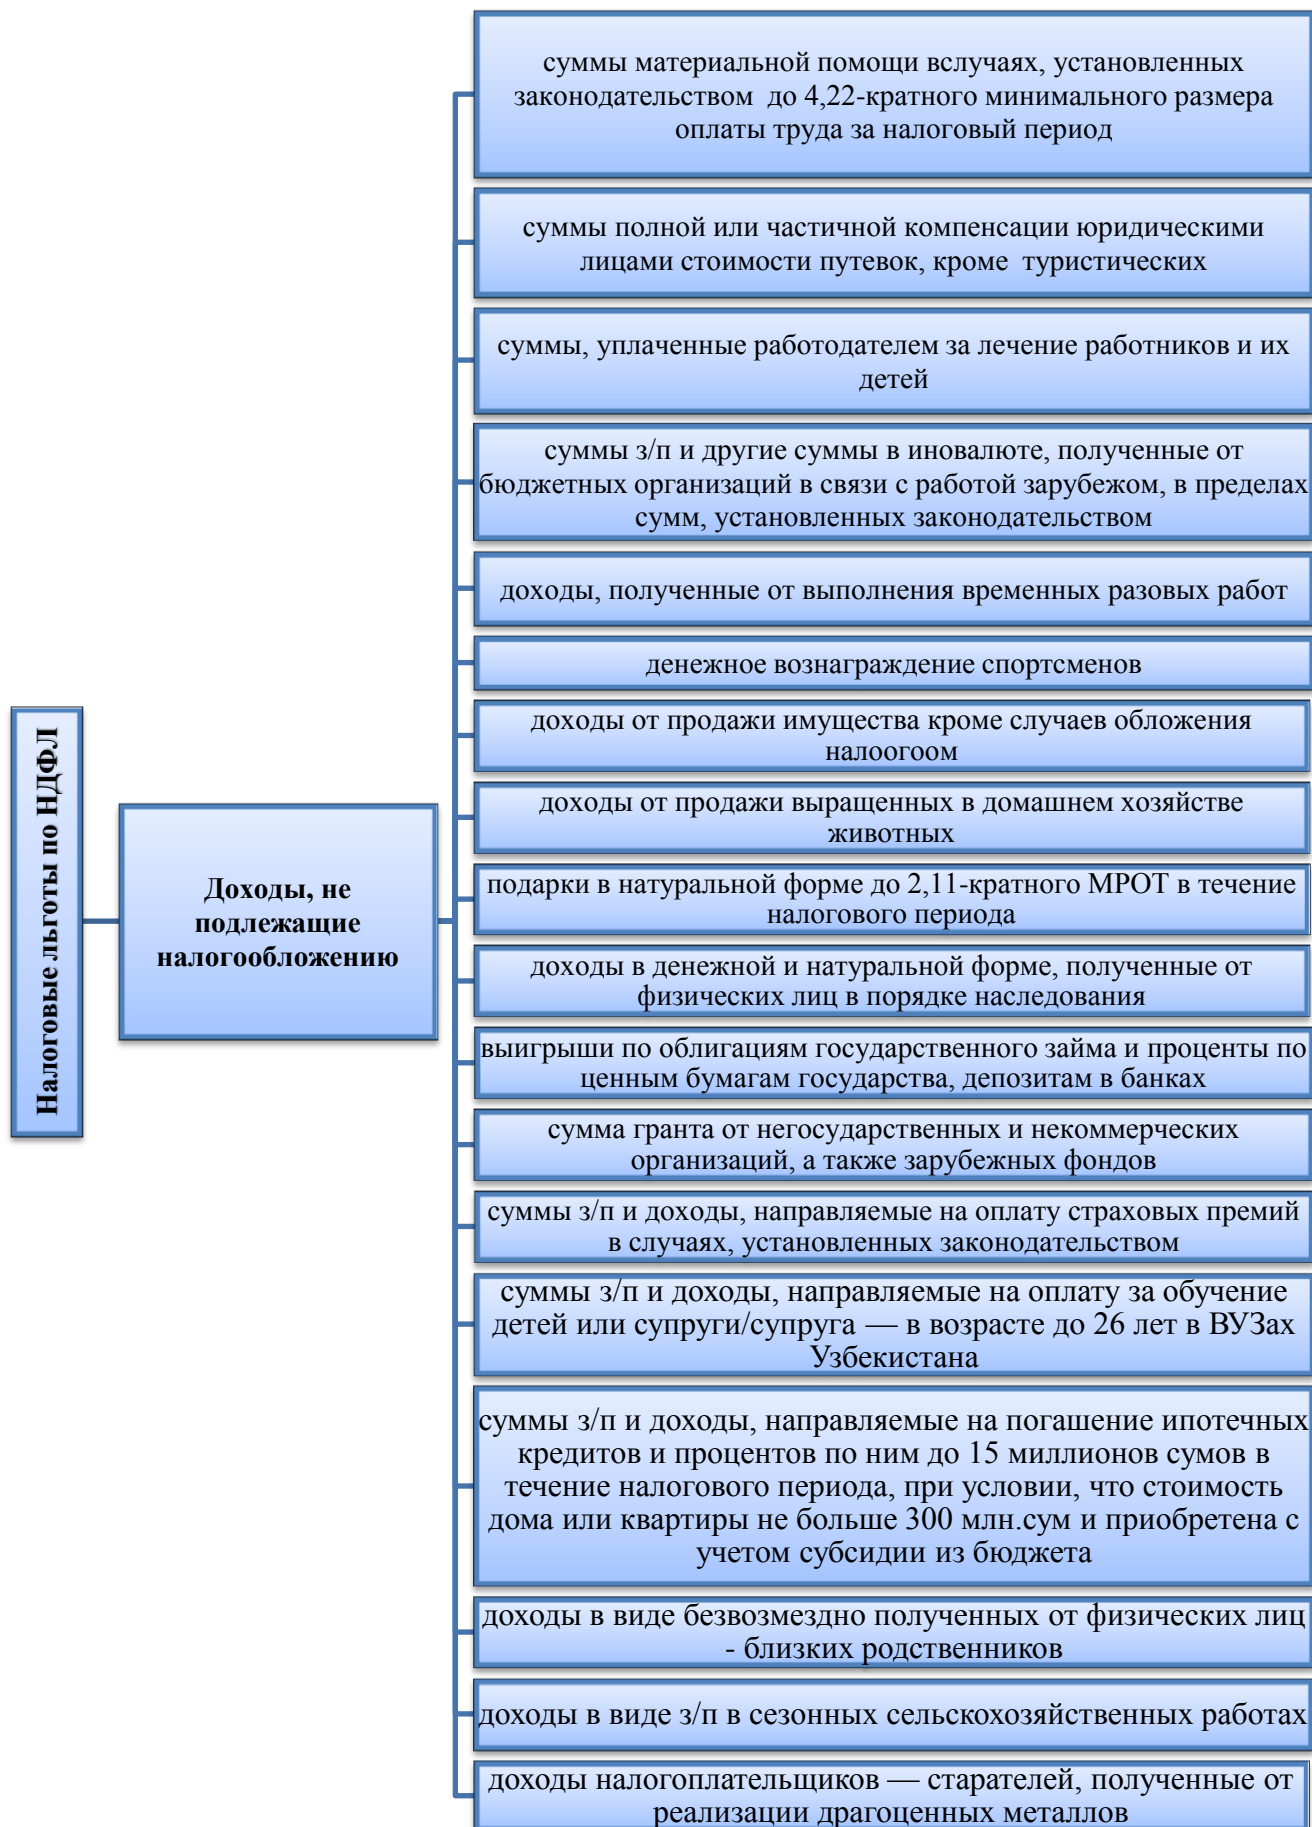 Налоговые льготы по НДФЛ
Доходы, не
подлежащие
налогообложению
суммы материальной помощи вслучаях, установленных
законодательством до 4,22-кратного минимального размера
оплаты труда за налоговый период
суммы полной или частичной компенсации юридическими
лицами стоимости путевок, кроме туристических
суммы, уплаченные работодателем за лечение работников и их
детей
суммы з/п и другие суммы в иновалюте, полученные от
бюджетных организаций в связи с работой зарубежом, в пределах
сумм, установленных законодательством
доходы, полученные от выполнения временных разовых работ
денежное вознаграждение спортсменов
доходы от продажи имущества кроме случаев обложения
налоогоом
доходы от продажи выращенных в домашнем хозяйстве
животных
подарки в натуральной форме до 2,11-кратного МРОТ в течение
налогового периода
доходы в денежной и натуральной форме, полученные от
физических лиц в порядке наследования
выигрыши по облигациям государственного займа и проценты по
ценным бумагам государства, депозитам в банках
сумма гранта от негосударственных и некоммерческих
организаций, а также зарубежных фондов
суммы з/п и доходы, направляемые на оплату страховых премий
в случаях, установленных законодательством
суммы з/п и доходы, направляемые на оплату за обучение
детей или супруги/супруга — в возрасте до 26 лет в ВУЗах
Узбекистана
суммы з/п и доходы, направляемые на погашение ипотечных
кредитов и процентов по ним до 15 миллионов сумов в
течение налогового периода, при условии, что стоимость
дома или квартиры не больше 300 млн.сум и приобретена с
учетом субсидии из бюджета
доходы в виде безвозмездно полученных от физических лиц
- близких родственников
доходы в виде з/п в сезонных сельскохозяйственных работах
доходы налогоплательщиков — старателей, полученные от
реализации драгоценных металлов